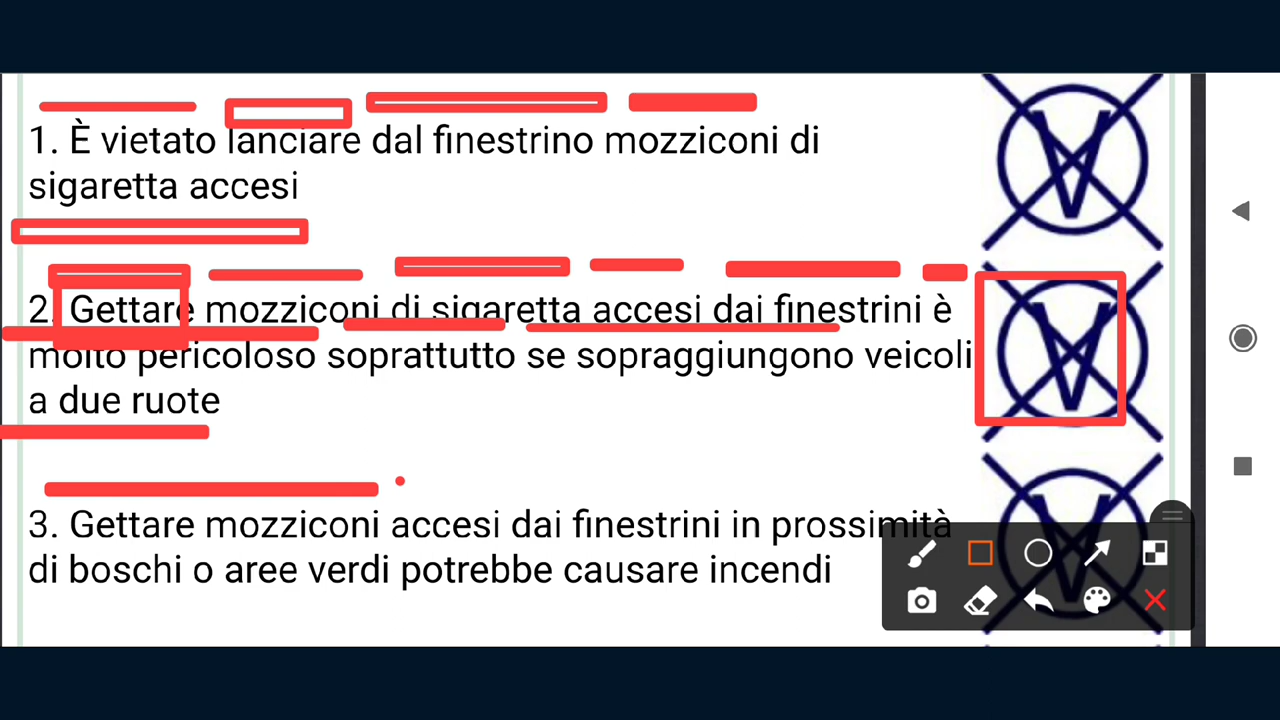 1. È vietato lanciare dal finestrino mozziconi di
sigaretta accesi
V
2. Gettare mozziconi di sigaretta accesi dai finestrini è
molto pericoloso soprattutto se sopraggiungono veicoli
a due ruote
V
3. Gettare mozziconi accesi dai finestrini in prossimità
di boschi o aree verdi potrebbe causare incendi
V